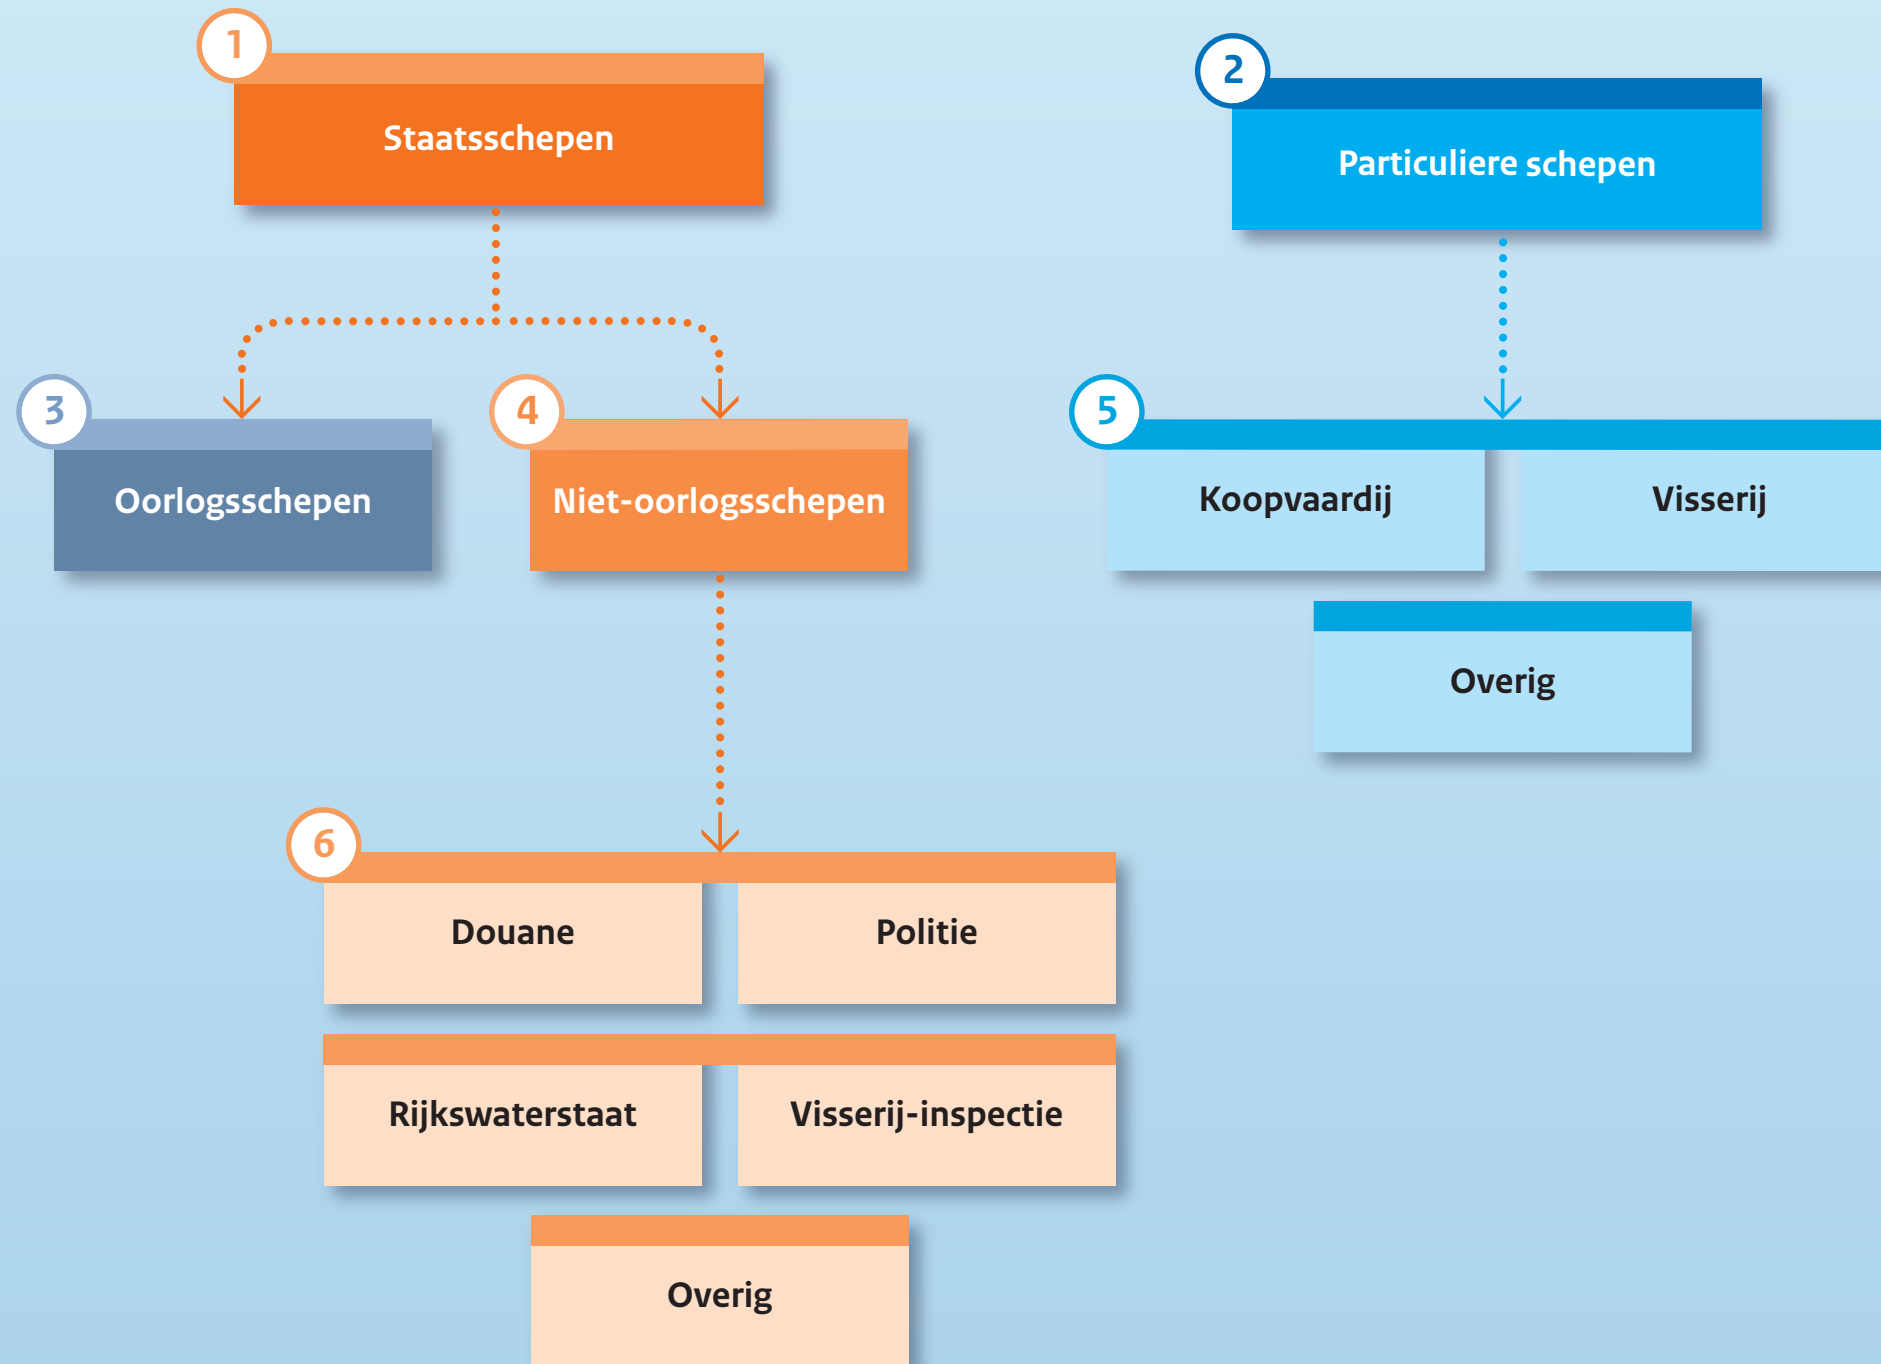 1
Staatsschepen
2
Particuliere schepen
3
Oorlogsschepen
4
Niet-oorlogsschepen
5
Koopvaardij
Visserij
Overig
6
Douane
Politie
Rijkswaterstaat
Visserij-inspectie
Overig